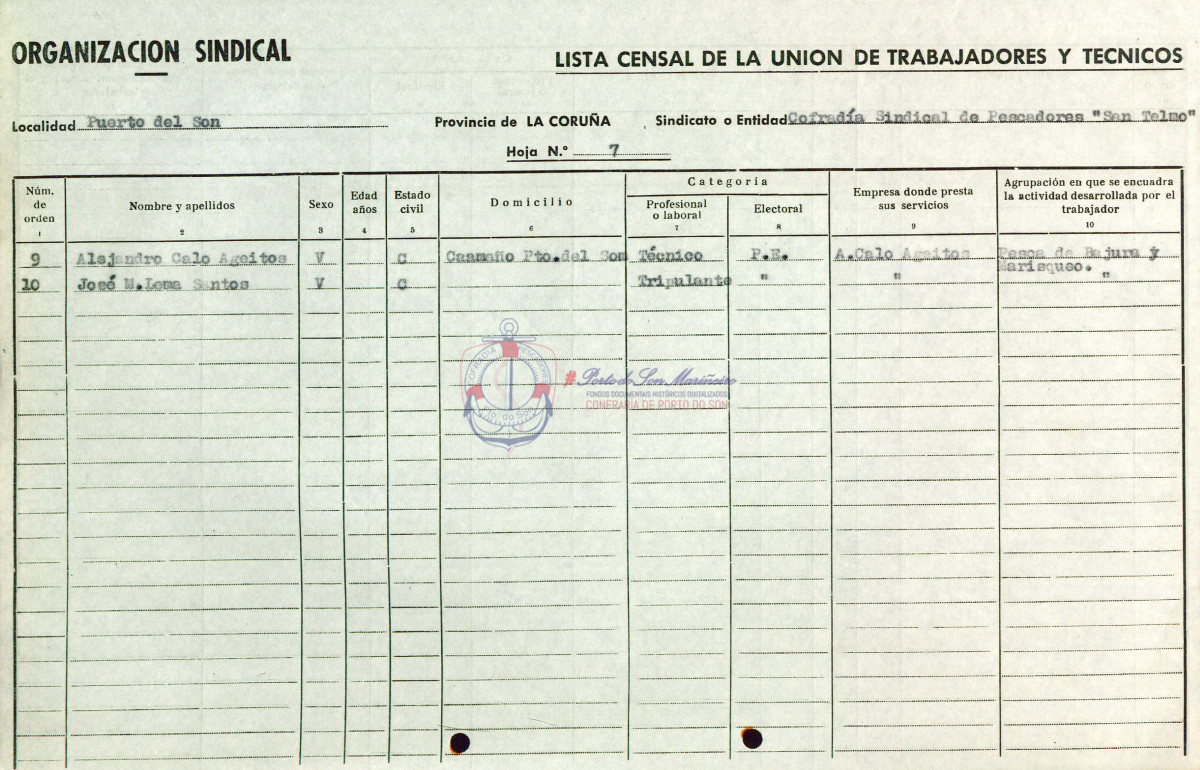 ORGANIZACION SINDICAL
LISTA CENSAL DE LA UNION DE TRABAJADORES Y TECNICOS
Localidad Puerto del Son Provincia de LA CORUÑA Sindicato o Entidad Cofradía Sindical de Pescadores "San Telmo"
Hoja N.° 7
Núm. de orden 1
Nombre y apellidos 2
Sexo 3
Edad años 4
Estado civil 5
Domicilio 6
Categoría
Profesional o laboral 7
Electoral 8
Empresa donde presta sus servicios 9
Agrupación en que se encuadra la actividad desarrollada por el trabajador 10
9 Alejandro Calo Ageitos V C Caamaño Pto.del Son Técnico P.E. A.Calo Ageitos Pesca de Bajura y
Marisqueo.
10 José M.Loma Santos V C Tripulante " " "
#Porto do Son Mariñeiro
FONDOS DOCUMENTAIS HISTÓRICOS DIXITALIZADOS
CONFRARÍA DE PORTO DO SON
Pto. do Son